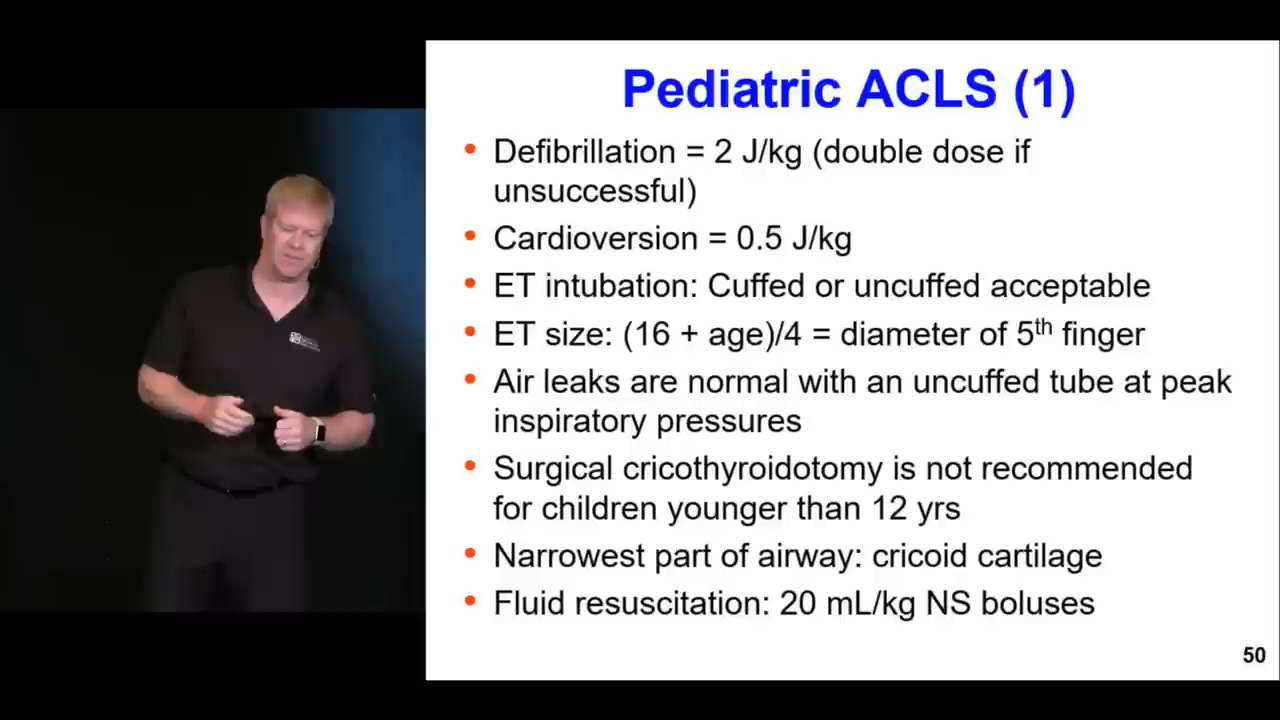 Pediatric ACLS (1)
• Defibrillation = 2 J/kg (double dose if
unsuccessful)
• Cardioversion = 0.5 J/kg
• ET intubation: Cuffed or uncuffed acceptable
• ET size: (16 + age)/4 = diameter of 5th finger
• Air leaks are normal with an uncuffed tube at peak
inspiratory pressures
• Surgical cricothyroidotomy is not recommended
for children younger than 12 yrs
• Narrowest part of airway: cricoid cartilage
• Fluid resuscitation: 20 mL/kg NS boluses
50